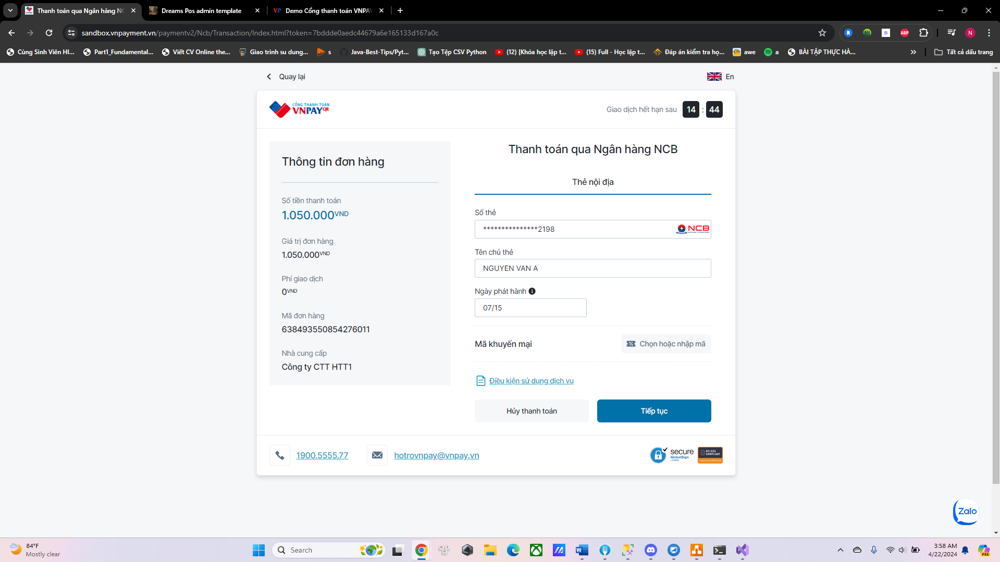 Thanh toán qua Ngân hàng NC
Dreams Pos admin template
VP Demo Cổng thanh toán VNPAY
sandbox.vnpayment.vn/paymentv2/Ncb/Transaction/Index.html?token=7bddde0aedc44679a6e165133d167a0c
B
ABP
N
Cùng Sinh Viên HI...
Part1_Fundamental...
Viết CV Online the...
Giao trinh su dung...
s
Java-Best-Tips/Pyt...
Tạo Tệp CSV Python
(12) [Khóa học lập t...
(15) Full - Học lập t...
Đáp án kiểm tra họ...
awe
a
BÀI TẬP THỰC HÀ...
Tất cả dấu trang
Quay lại
En
CỔNG THANH TOÁN
VNPAYQR
Giao dịch hết hạn sau 14 : 44
Thông tin đơn hàng
Số tiền thanh toán
1.050.000VND
Giá trị đơn hàng
1.050.000VND
Phí giao dịch
0VND
Mã đơn hàng
638493550854276011
Nhà cung cấp
Công ty CTT HTT1
Thanh toán qua Ngân hàng NCB
Thẻ nội địa
Số thẻ
***************2198
NCB
Tên chủ thẻ
NGUYEN VAN A
Ngày phát hành
07/15
Mã khuyến mại
Chọn hoặc nhập mã
Điều kiện sử dụng dịch vụ
Hủy thanh toán
Tiếp tục
1900.5555.77
hotrovnpay@vnpay.vn
secure
GlobalSign
PCI DSS
COMPLIANT
Zalo
84°F
Mostly clear
Search
3:58 AM
4/22/2024
PRE